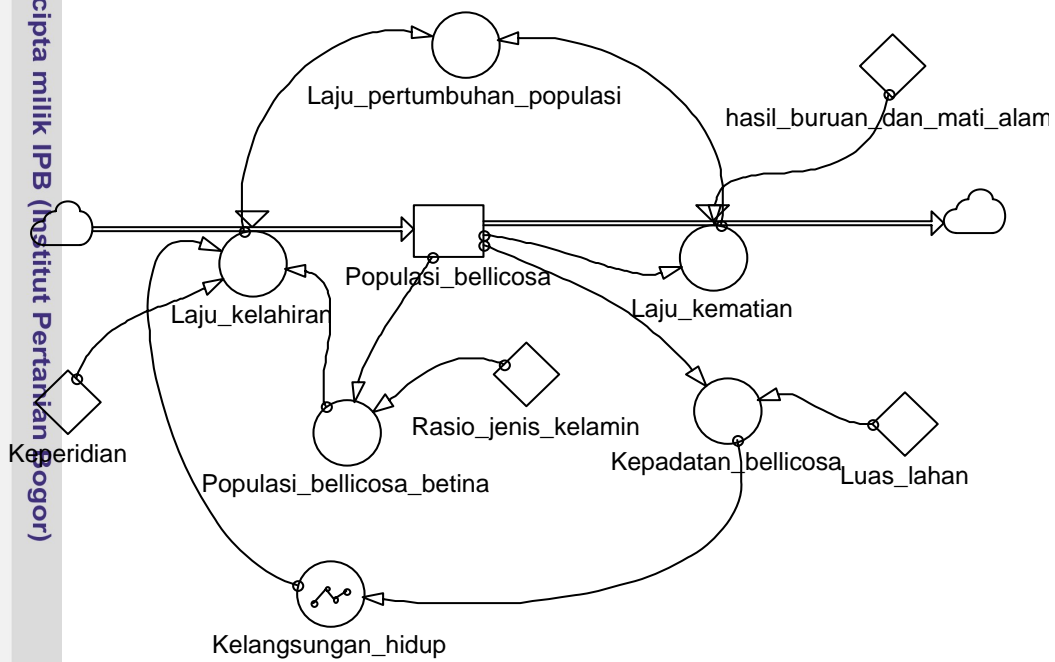 cipta milik IPB (Institut Pertanian Bogor)
Laju_pertumbuhan_populasi
hasil_buruan_dan_mati_alam
Populasi_bellicosa
Laju_kelahiran
Laju_kematian
Rasio_jenis_kelamin
Keperidian
Kepadatan_bellicosa
Luas_lahan
Populasi_bellicosa_betina
Kelangsungan_hidup